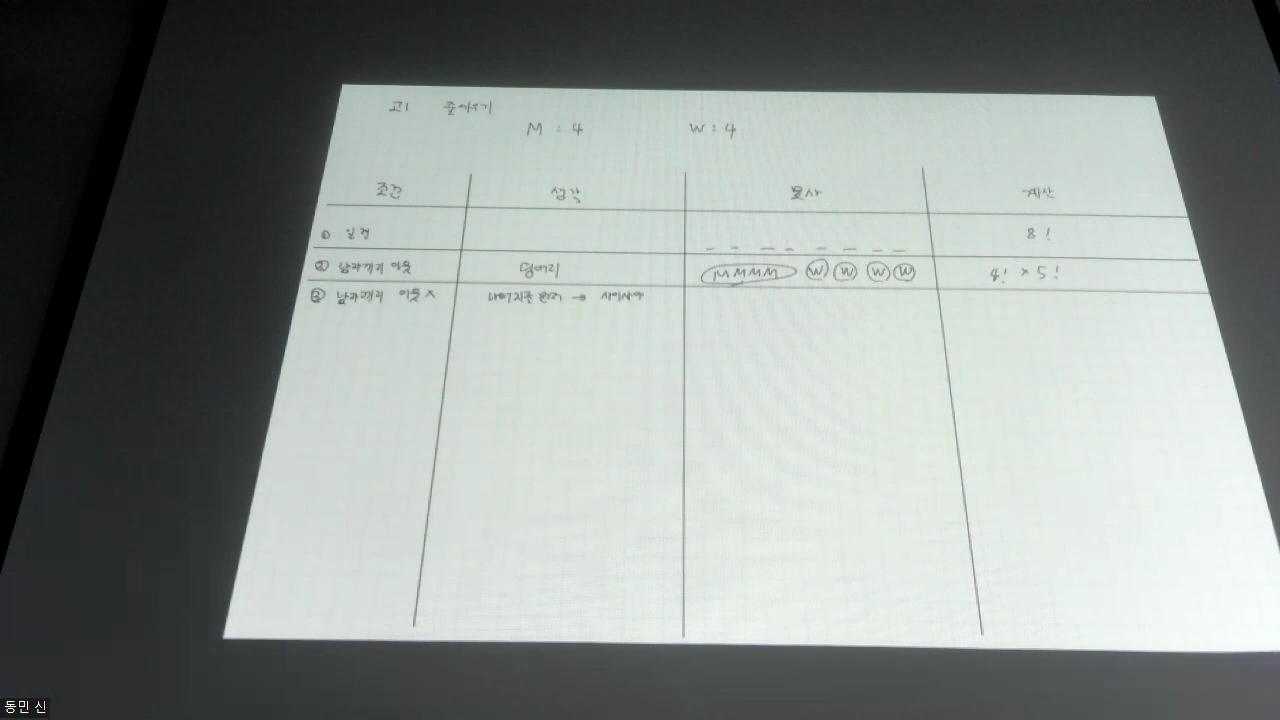 고1 줄세우기
M : 4 W : 4
조건 생각 묘사 계산
① 일렬 8!
② 남자끼리 이웃 덩어리 MMMM W W W W 4! × 5!
③ 남자끼리 이웃 × 나머지를 먼저 → 사이사이
동민 신